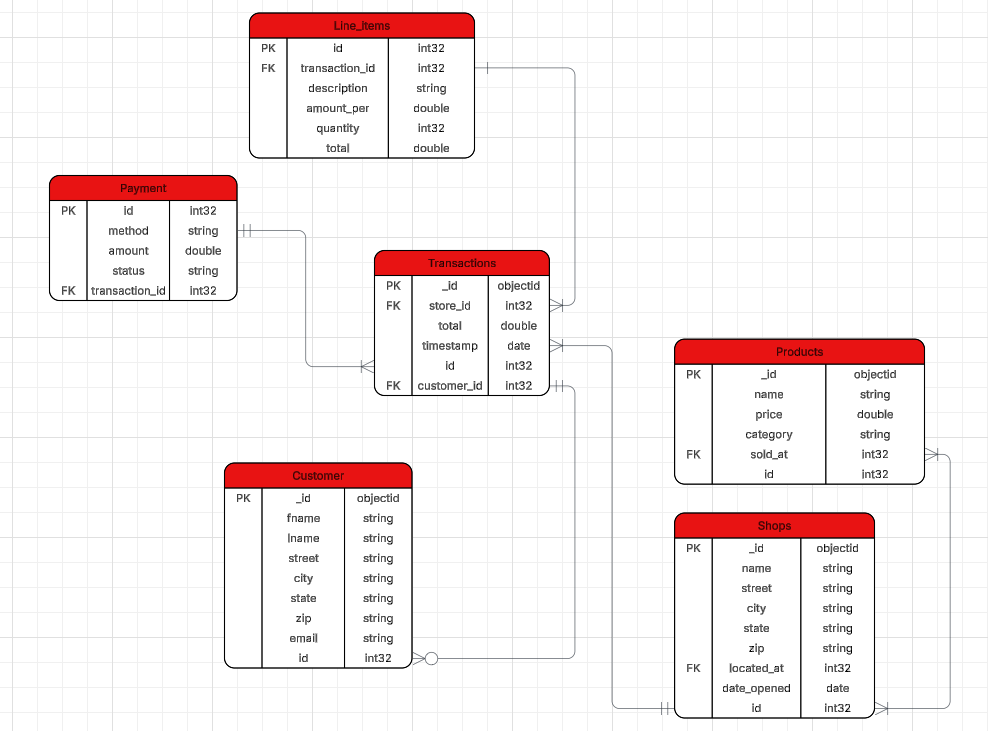 Line_items
PK id int32
FK transaction_id int32
description string
amount_per double
quantity int32
total double
Payment
PK id int32
method string
amount double
status string
FK transaction_id int32
Transactions
PK _id objectid
FK store_id int32
total double
timestamp date
id int32
FK customer_id int32
Products
PK _id objectid
name string
price double
category string
FK sold_at int32
id int32
Customer
PK _id objectid
fname string
lname string
street string
city string
state string
zip string
email string
id int32
Shops
PK _id objectid
name string
street string
city string
state string
zip string
FK located_at int32
date_opened date
id int32